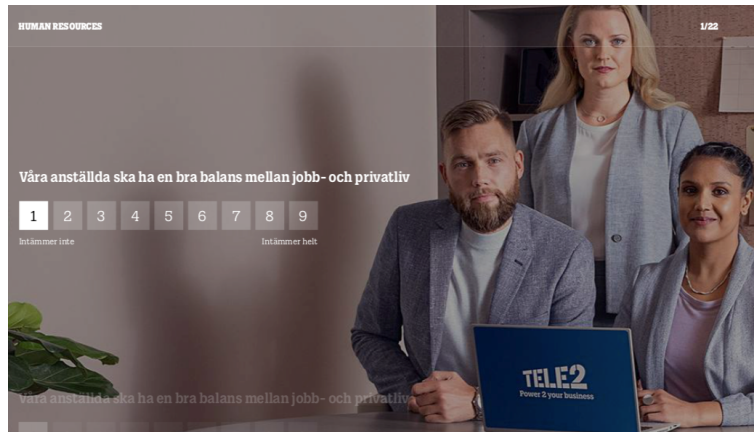 HUMAN RESOURCES
1/22
Våra anställda ska ha en bra balans mellan jobb- och privatliv
1 2 3 4 5 6 7 8 9
Intämmer inte
Intämmer helt
TELE2
Power 2 your business
våra anställda ska ha en bra balans mellan jobb- och privatliv